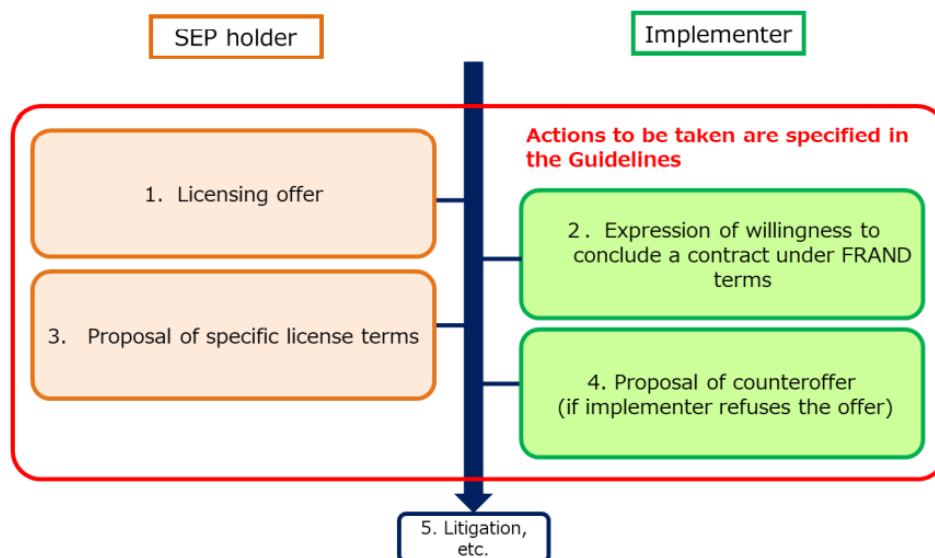 SEP holder
Implementer
Actions to be taken are specified in
the Guidelines
1. Licensing offer
2. Expression of willingness to
conclude a contract under FRAND
terms
3. Proposal of specific license terms
4. Proposal of counteroffer
(if implementer refuses the offer)
5. Litigation,
etc.